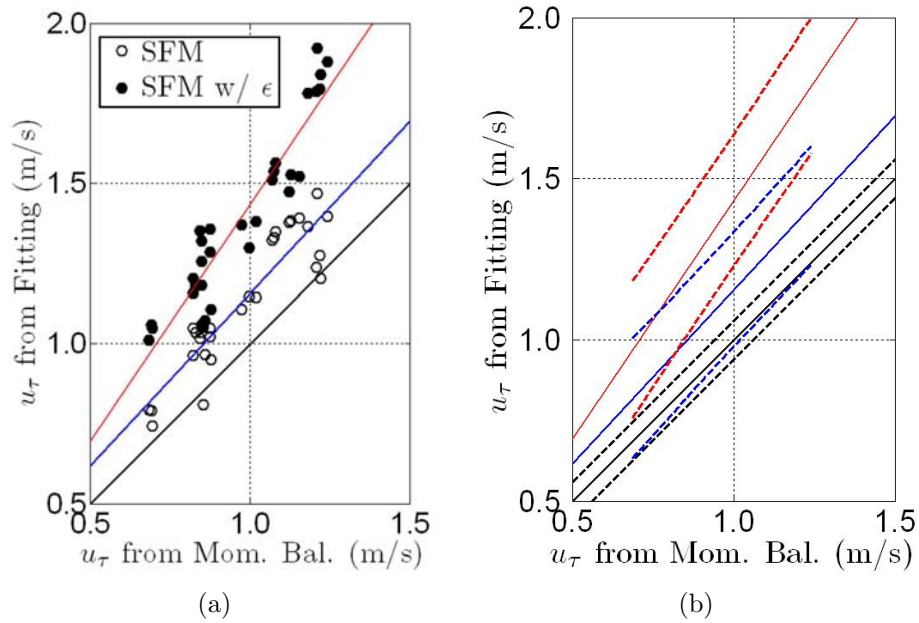 2.0
1.5
1.0
0.5
0.5
1.0
1.5
SFM
SFM w/ ϵ
u_τ from Fitting (m/s)
u_τ from Mom. Bal. (m/s)
(a)
2.0
1.5
1.0
0.5
0.5
1.0
1.5
u_τ from Fitting (m/s)
u_τ from Mom. Bal. (m/s)
(b)